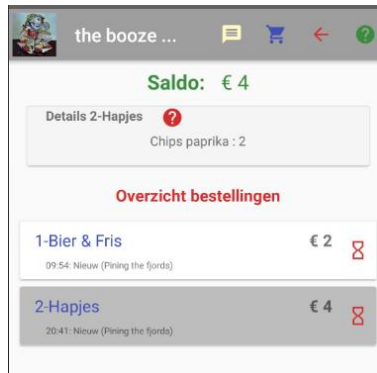 the booze ...
Saldo: € 4
Details 2-Hapjes
Chips paprika : 2
Overzicht bestellingen
1-Bier & Fris € 2
09:54: Nieuw (Pining the fjords)
2-Hapjes € 4
20:41: Nieuw (Pining the fjords)